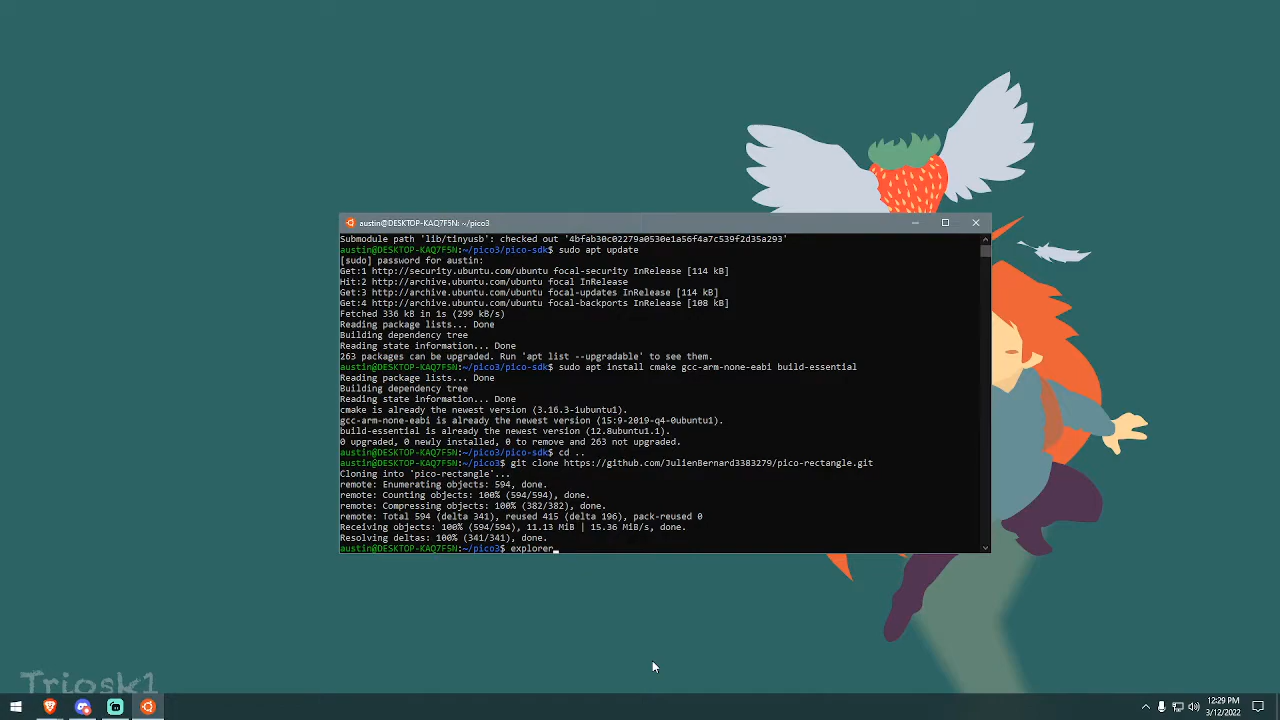 austin@DESKTOP-KAQ7F5N: ~/pico3
Submodule path 'lib/tinyusb': checked out '4bfab30c02279a0530e1a56f4a7c539f2d35a293'
austin@DESKTOP-KAQ7F5N:~/pico3/pico-sdk$ sudo apt update
[sudo] password for austin:
Get:1 http://security.ubuntu.com/ubuntu focal-security InRelease [114 kB]
Hit:2 http://archive.ubuntu.com/ubuntu focal InRelease
Get:3 http://archive.ubuntu.com/ubuntu focal-updates InRelease [114 kB]
Get:4 http://archive.ubuntu.com/ubuntu focal-backports InRelease [108 kB]
Fetched 336 kB in 1s (299 kB/s)
Reading package lists... Done
Building dependency tree
Reading state information... Done
263 packages can be upgraded. Run 'apt list --upgradable' to see them.
austin@DESKTOP-KAQ7F5N:~/pico3/pico-sdk$ sudo apt install cmake gcc-arm-none-eabi build-essential
Reading package lists... Done
Building dependency tree
Reading state information... Done
cmake is already the newest version (3.16.3-1ubuntu1).
gcc-arm-none-eabi is already the newest version (15:9-2019-q4-0ubuntu1).
build-essential is already the newest version (12.8ubuntu1.1).
0 upgraded, 0 newly installed, 0 to remove and 263 not upgraded.
austin@DESKTOP-KAQ7F5N:~/pico3/pico-sdk$ cd ..
austin@DESKTOP-KAQ7F5N:~/pico3$ git clone https://github.com/JulienBernard3383279/pico-rectangle.git
Cloning into 'pico-rectangle'...
remote: Enumerating objects: 594, done.
remote: Counting objects: 100% (594/594), done.
remote: Compressing objects: 100% (382/382), done.
remote: Total 594 (delta 341), reused 415 (delta 196), pack-reused 0
Receiving objects: 100% (594/594), 11.13 MiB | 15.36 MiB/s, done.
Resolving deltas: 100% (341/341), done.
austin@DESKTOP-KAQ7F5N:~/pico3$ explorer
Triosk1
12:29 PM
3/12/2022